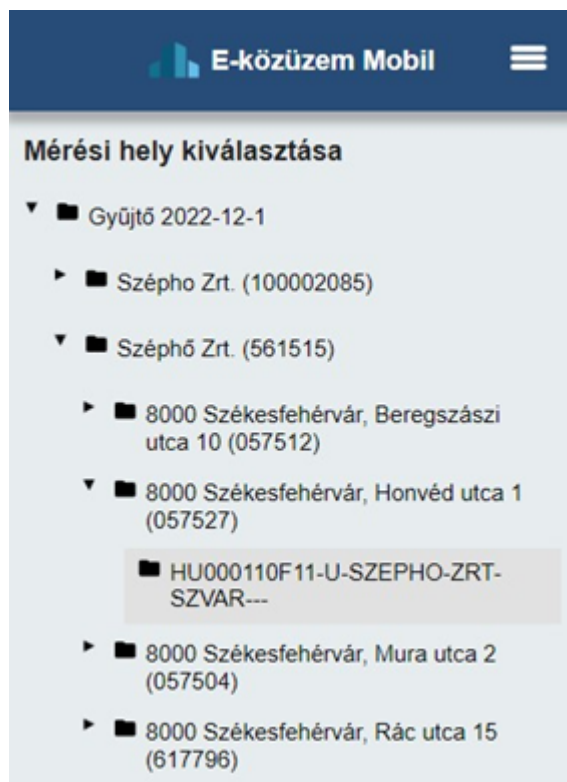 E-közüzem Mobil
Mérési hely kiválasztása
Gyűjtő 2022-12-1
Szépho Zrt. (100002085)
Széphő Zrt. (561515)
8000 Székesfehérvár, Beregszászi
utca 10 (057512)
8000 Székesfehérvár, Honvéd utca 1
(057527)
HU000110F11-U-SZEPHO-ZRT-
SZVAR---
8000 Székesfehérvár, Mura utca 2
(057504)
8000 Székesfehérvár, Rác utca 15
(617796)